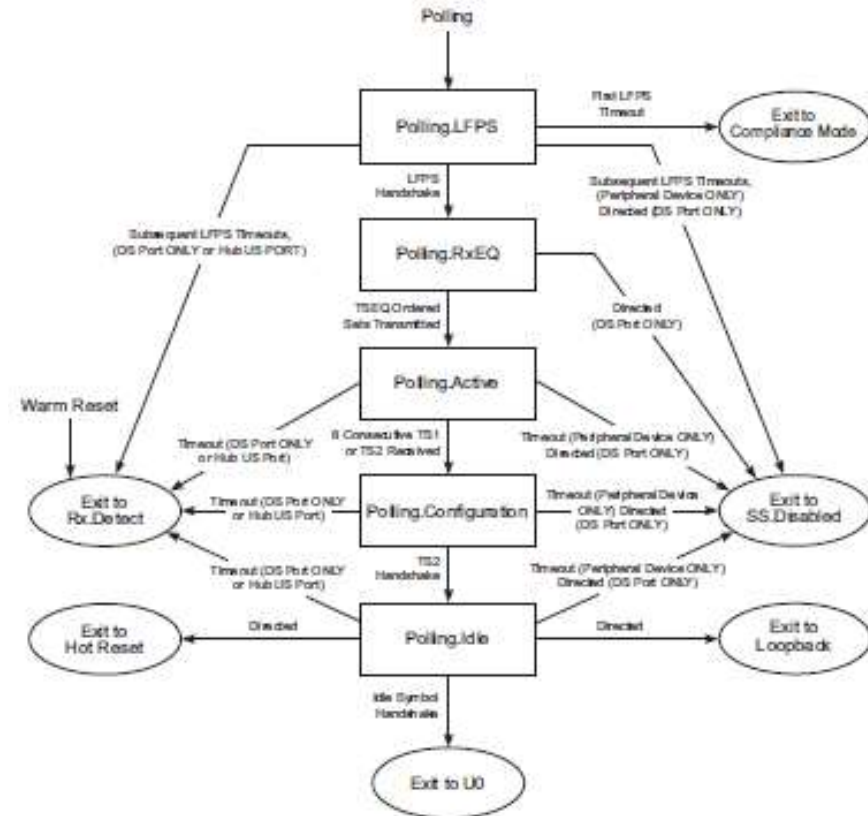 Polling
Polling.LFPS
First LFPS
Timeout
Exit to
Compliance Mode
LFPS
Handshake
Subsequent LFPS Timeouts,
(Peripheral Device ONLY)
Directed (DS Port ONLY)
Subsequent LFPS Timeouts,
(DS Port ONLY or Hub US PORT)
Polling.RxEQ
TSEQ Ordered
Sets Transmitted
Directed
(DS Port ONLY)
Polling.Active
Warm Reset
Timeout (DS Port ONLY
or Hub US Port)
8 Consecutive TS1
or TS2 Received
Timeout (Peripheral Device ONLY)
Directed (DS Port ONLY)
Exit to
Rx.Detect
Timeout (DS Port ONLY
or Hub US Port)
Polling.Configuration
Timeout (Peripheral Device
ONLY) Directed
(DS Port ONLY)
Exit to
SS.Disabled
Timeout (DS Port ONLY
or Hub US Port)
TS2
Handshake
Timeout (Peripheral Device ONLY)
Directed (DS Port ONLY)
Exit to
Hot Reset
Directed
Polling.Idle
Directed
Exit to
Loopback
Idle Symbol
Handshake
Exit to U0